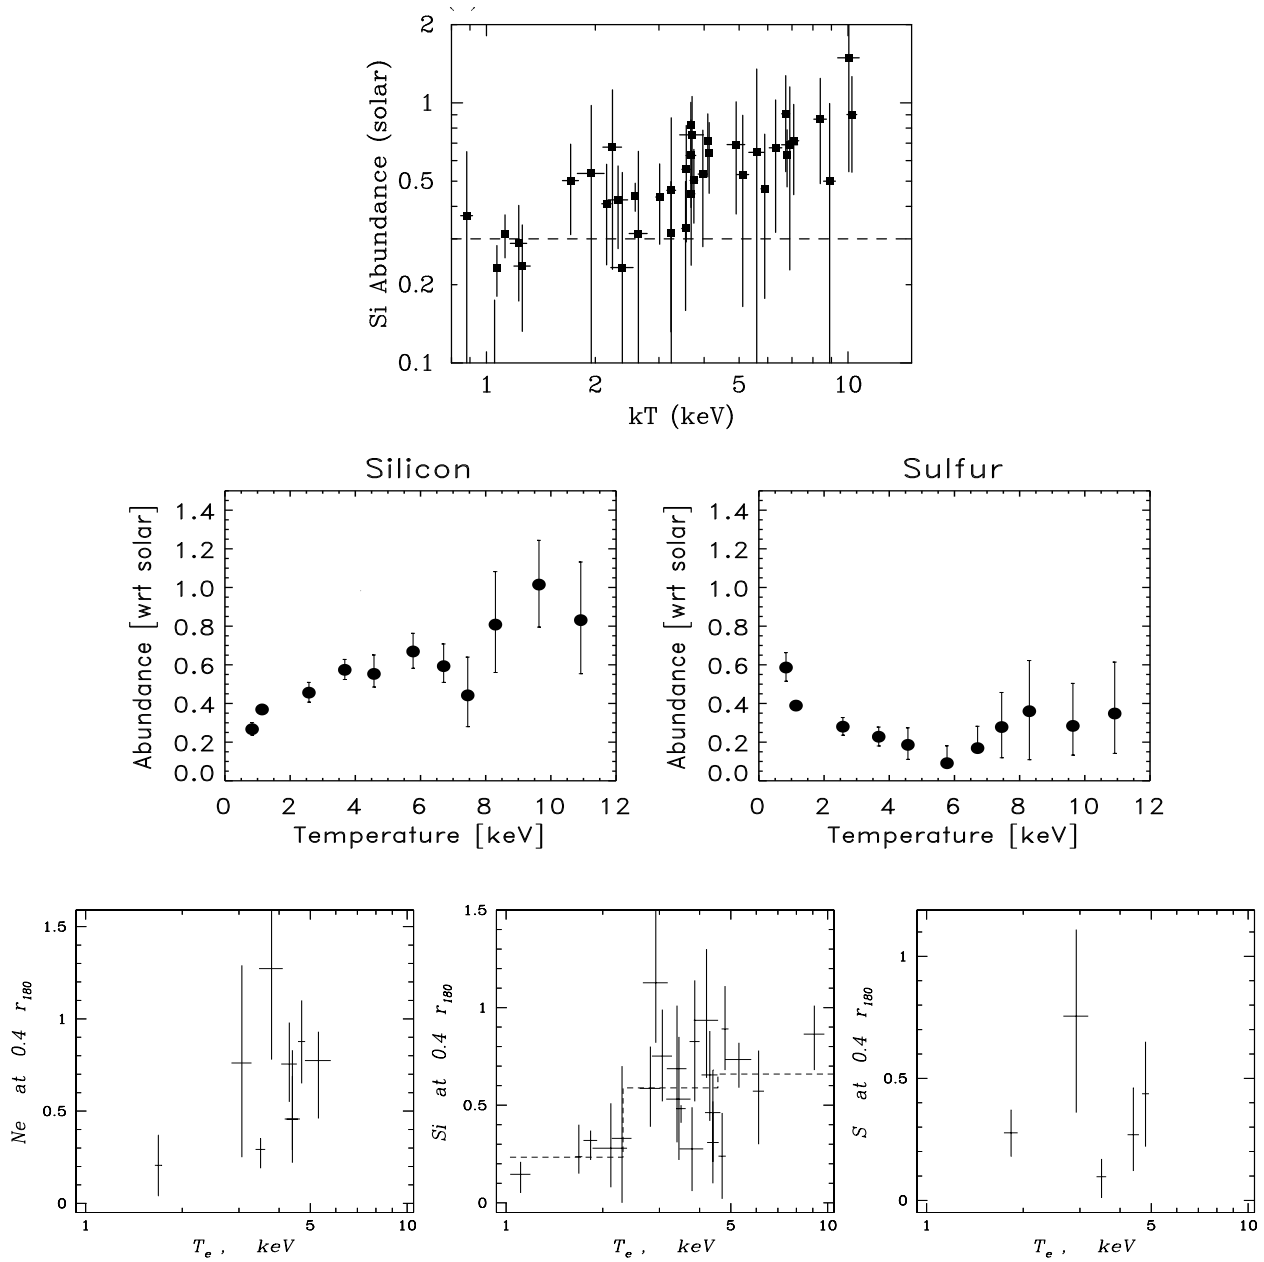 2
1
0.5
0.2
0.1
Si Abundance (solar)
1 2 5 10
kT (keV)
Silicon
1.4
1.2
1.0
0.8
0.6
0.4
0.2
0.0
Abundance [wrt solar]
0 2 4 6 8 10 12
Temperature [keV]
Sulfur
1.4
1.2
1.0
0.8
0.6
0.4
0.2
0.0
Abundance [wrt solar]
0 2 4 6 8 10 12
Temperature [keV]
1.5
1
0.5
0
Ne at 0.4 r180
1 5 10
Te , keV
1.5
1
0.5
0
Si at 0.4 r180
1 5 10
Te , keV
1
0.5
0
S at 0.4 r180
1 5 10
Te , keV